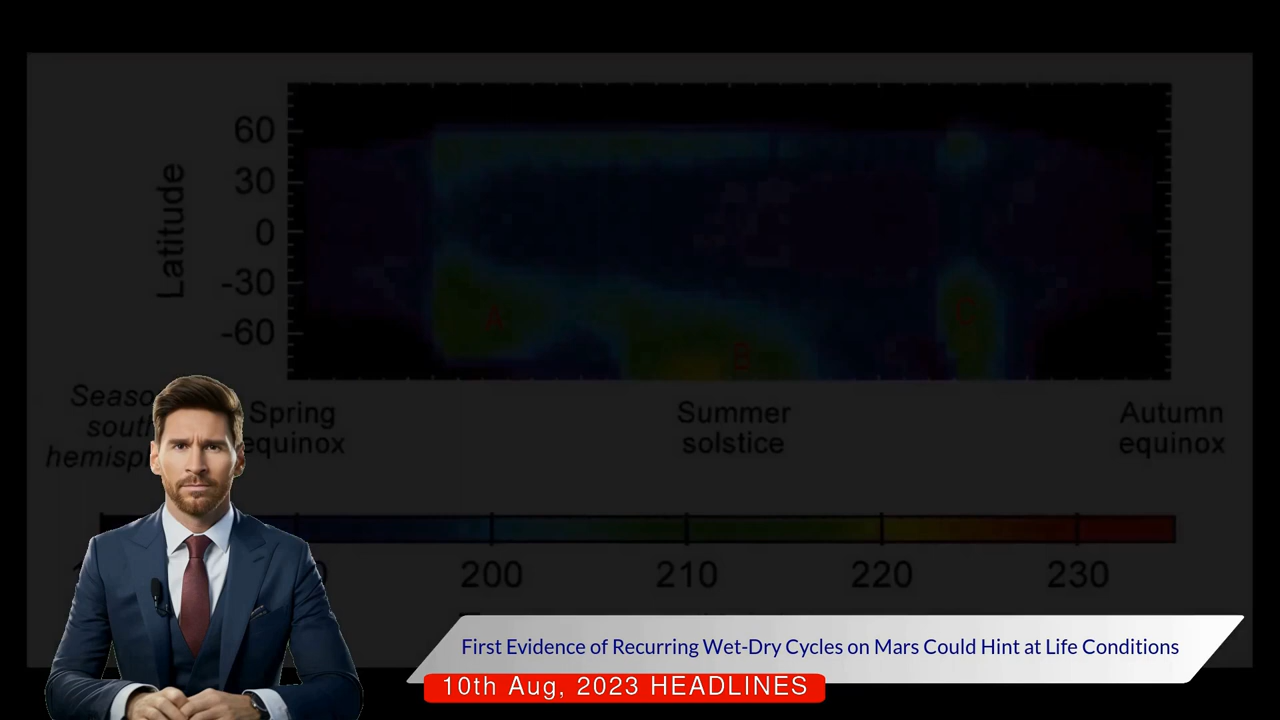 60
30
0
-30
-60
Latitude
Spring
equinox
Summer
solstice
Autumn
equinox
200
210
220
230
First Evidence of Recurring Wet-Dry Cycles on Mars Could Hint at Life Conditions
10th Aug, 2023 HEADLINES
A
B
C